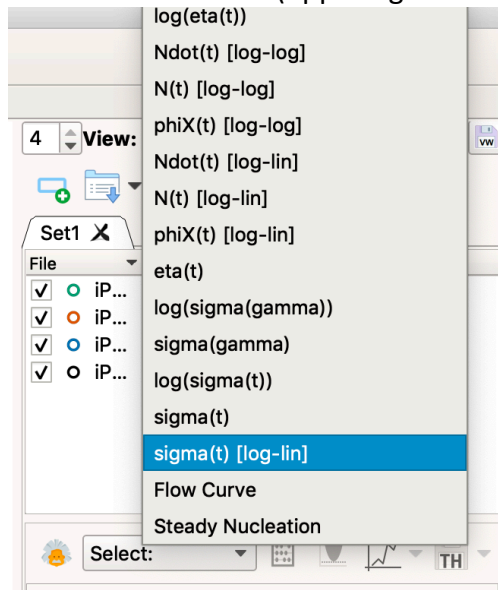 log(eta(t))
Ndot(t) [log-log]
N(t) [log-log]
phiX(t) [log-log]
4 View:
VW
Ndot(t) [log-lin]
N(t) [log-lin]
Set1 X
phiX(t) [log-lin]
File
eta(t)
iP...
log(sigma(gamma))
iP...
sigma(gamma)
iP...
log(sigma(t))
iP...
sigma(t)
sigma(t) [log-lin]
Flow Curve
Steady Nucleation
Select:
TH